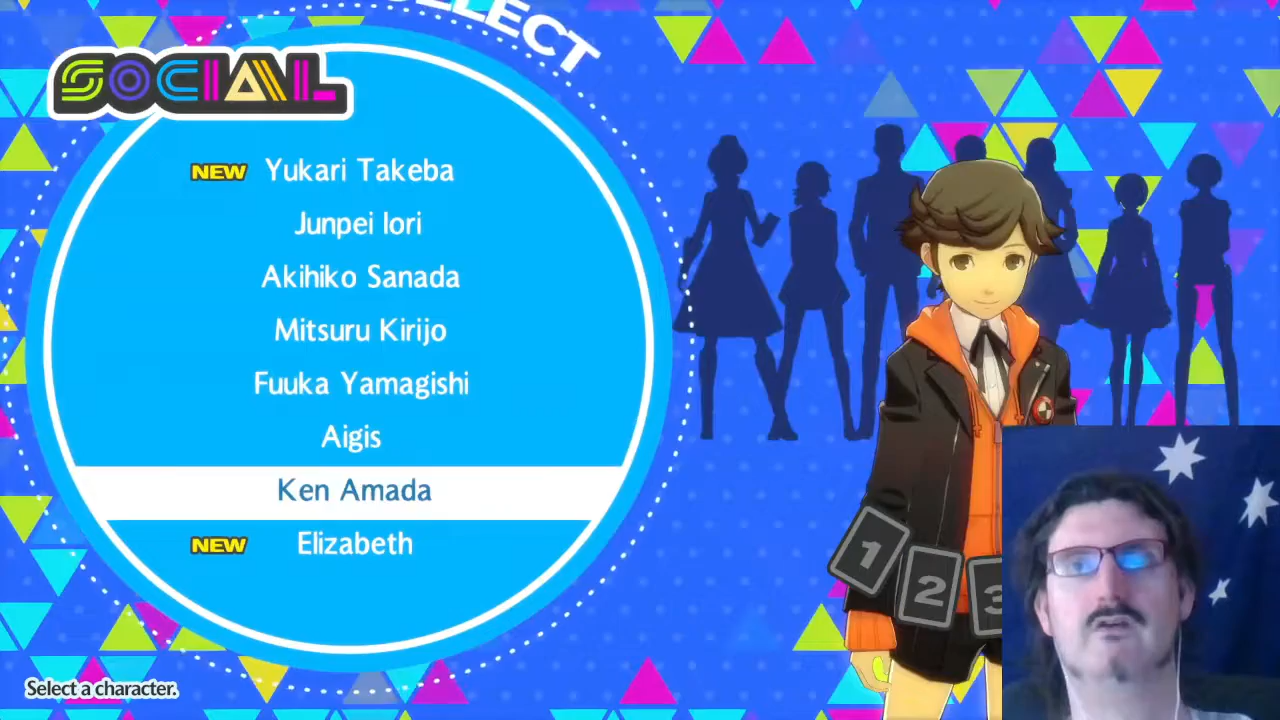 SELECT
SOCIAL
NEW Yukari Takeba
Junpei Iori
Akihiko Sanada
Mitsuru Kirijo
Fuuka Yamagishi
Aigis
Ken Amada
NEW Elizabeth
1 2 3
Select a character.